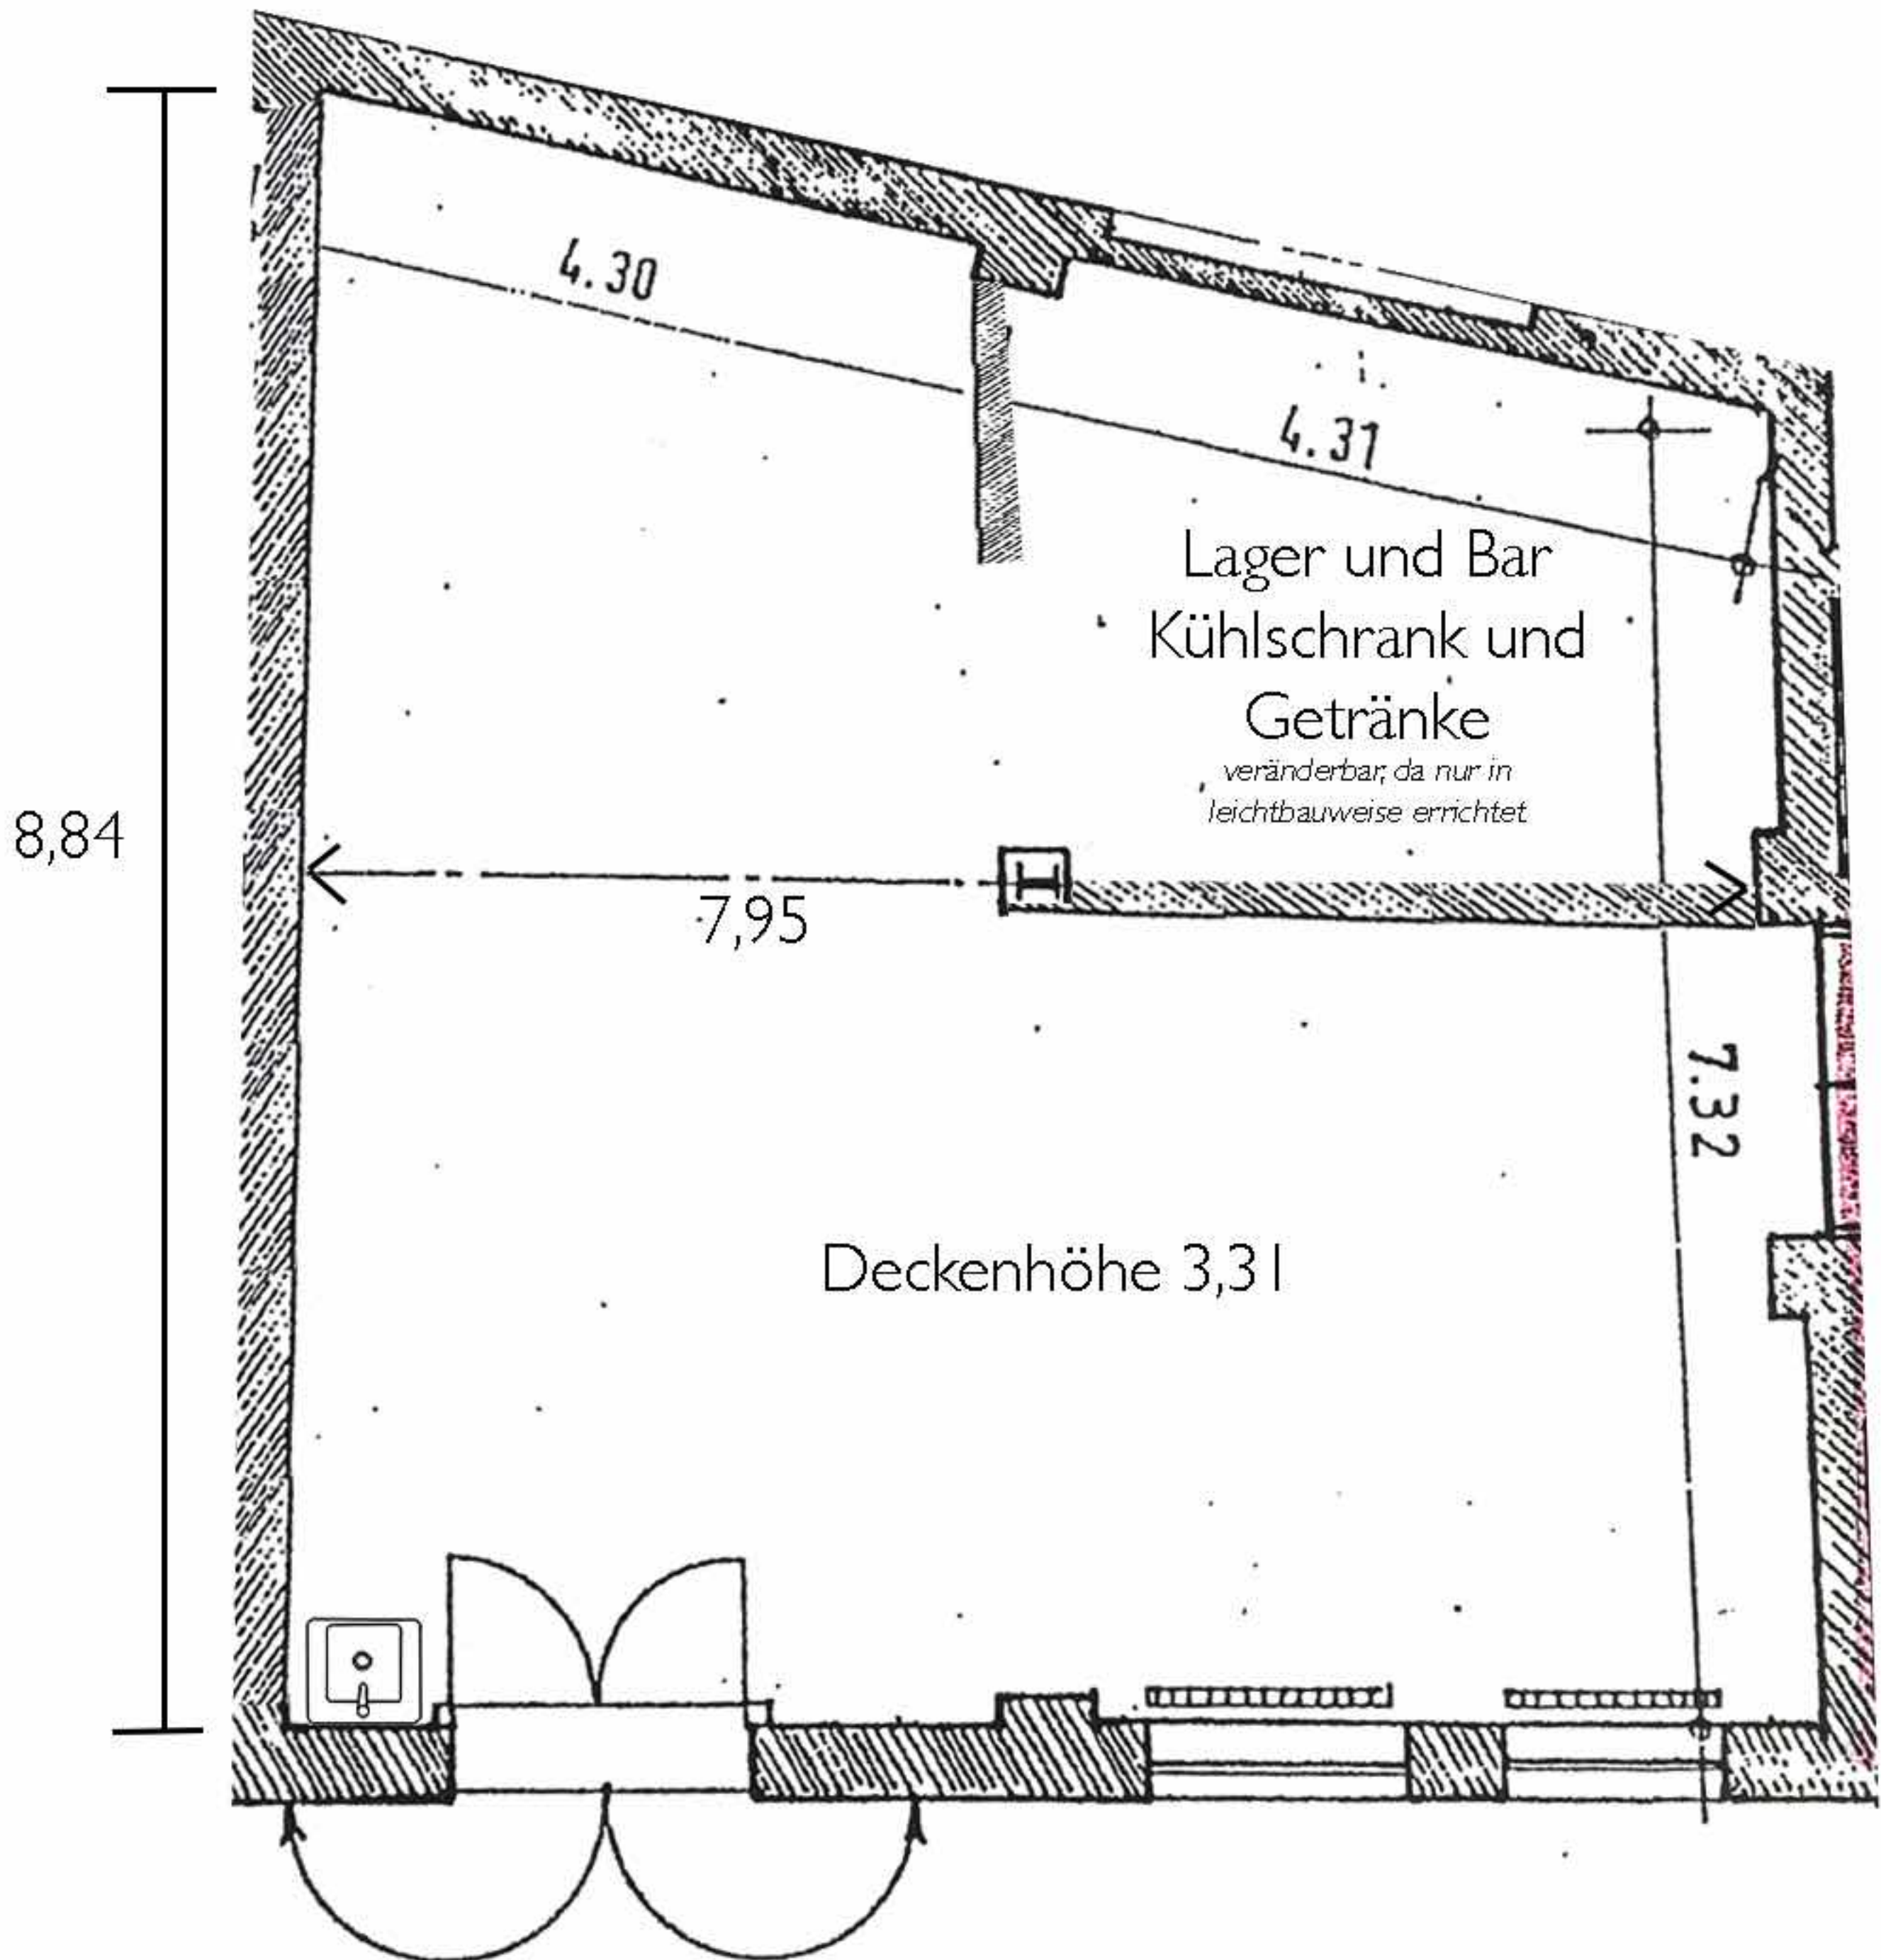 4.30
4.31
Lager und Bar
Kühlschrank und
Getränke
veränderbar, da nur in
leichtbauweise errichtet
8,84
7,95
7.32
Deckenhöhe 3,31